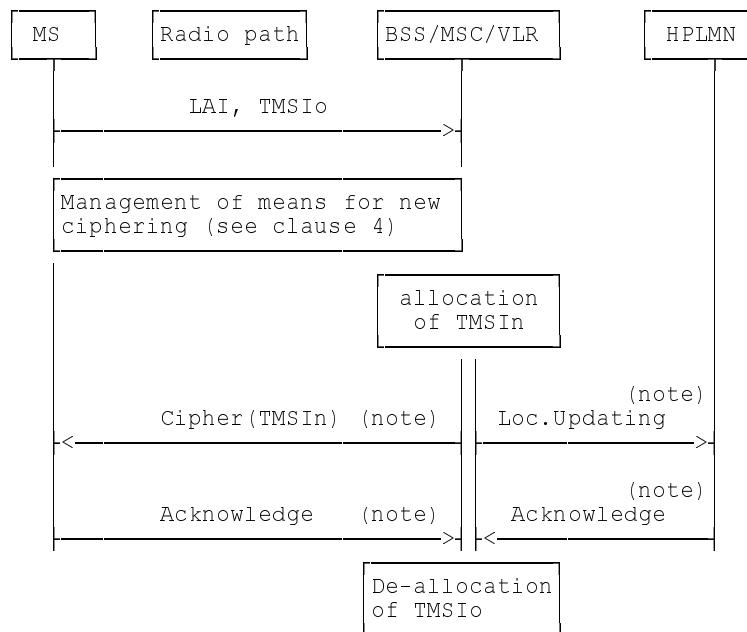 MS Radio path BSS/MSC/VLR HPLMN
LAI, TMSIo
Management of means for new
ciphering (see clause 4)
allocation
of TMSIn
(note)
Cipher(TMSIn) (note) Loc.Updating
(note)
Acknowledge (note) Acknowledge
De-allocation
of TMSIo